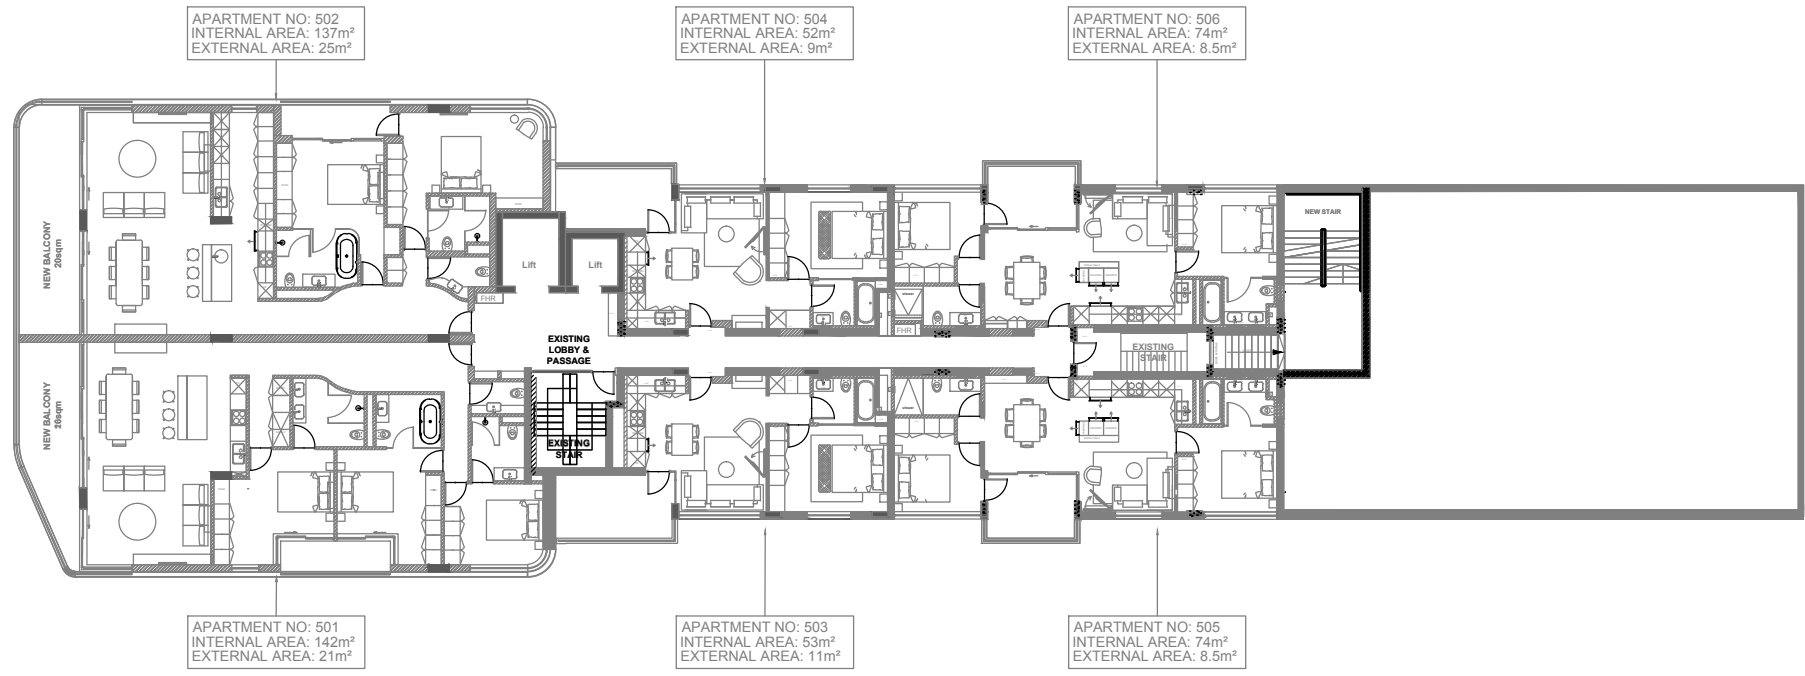 APARTMENT NO: 502
INTERNAL AREA: 137m²
EXTERNAL AREA: 25m²
APARTMENT NO: 504
INTERNAL AREA: 52m²
EXTERNAL AREA: 9m²
APARTMENT NO: 506
INTERNAL AREA: 74m²
EXTERNAL AREA: 8.5m²
NEW BALCONY
20sqm
NEW STAIR
Lift
Lift
FHR
FHR
EXISTING
LOBBY &
PASSAGE
EXISTING
STAIR
NEW BALCONY
26sqm
EXISTING
STAIR
APARTMENT NO: 501
INTERNAL AREA: 142m²
EXTERNAL AREA: 21m²
APARTMENT NO: 503
INTERNAL AREA: 53m²
EXTERNAL AREA: 11m²
APARTMENT NO: 505
INTERNAL AREA: 74m²
EXTERNAL AREA: 8.5m²